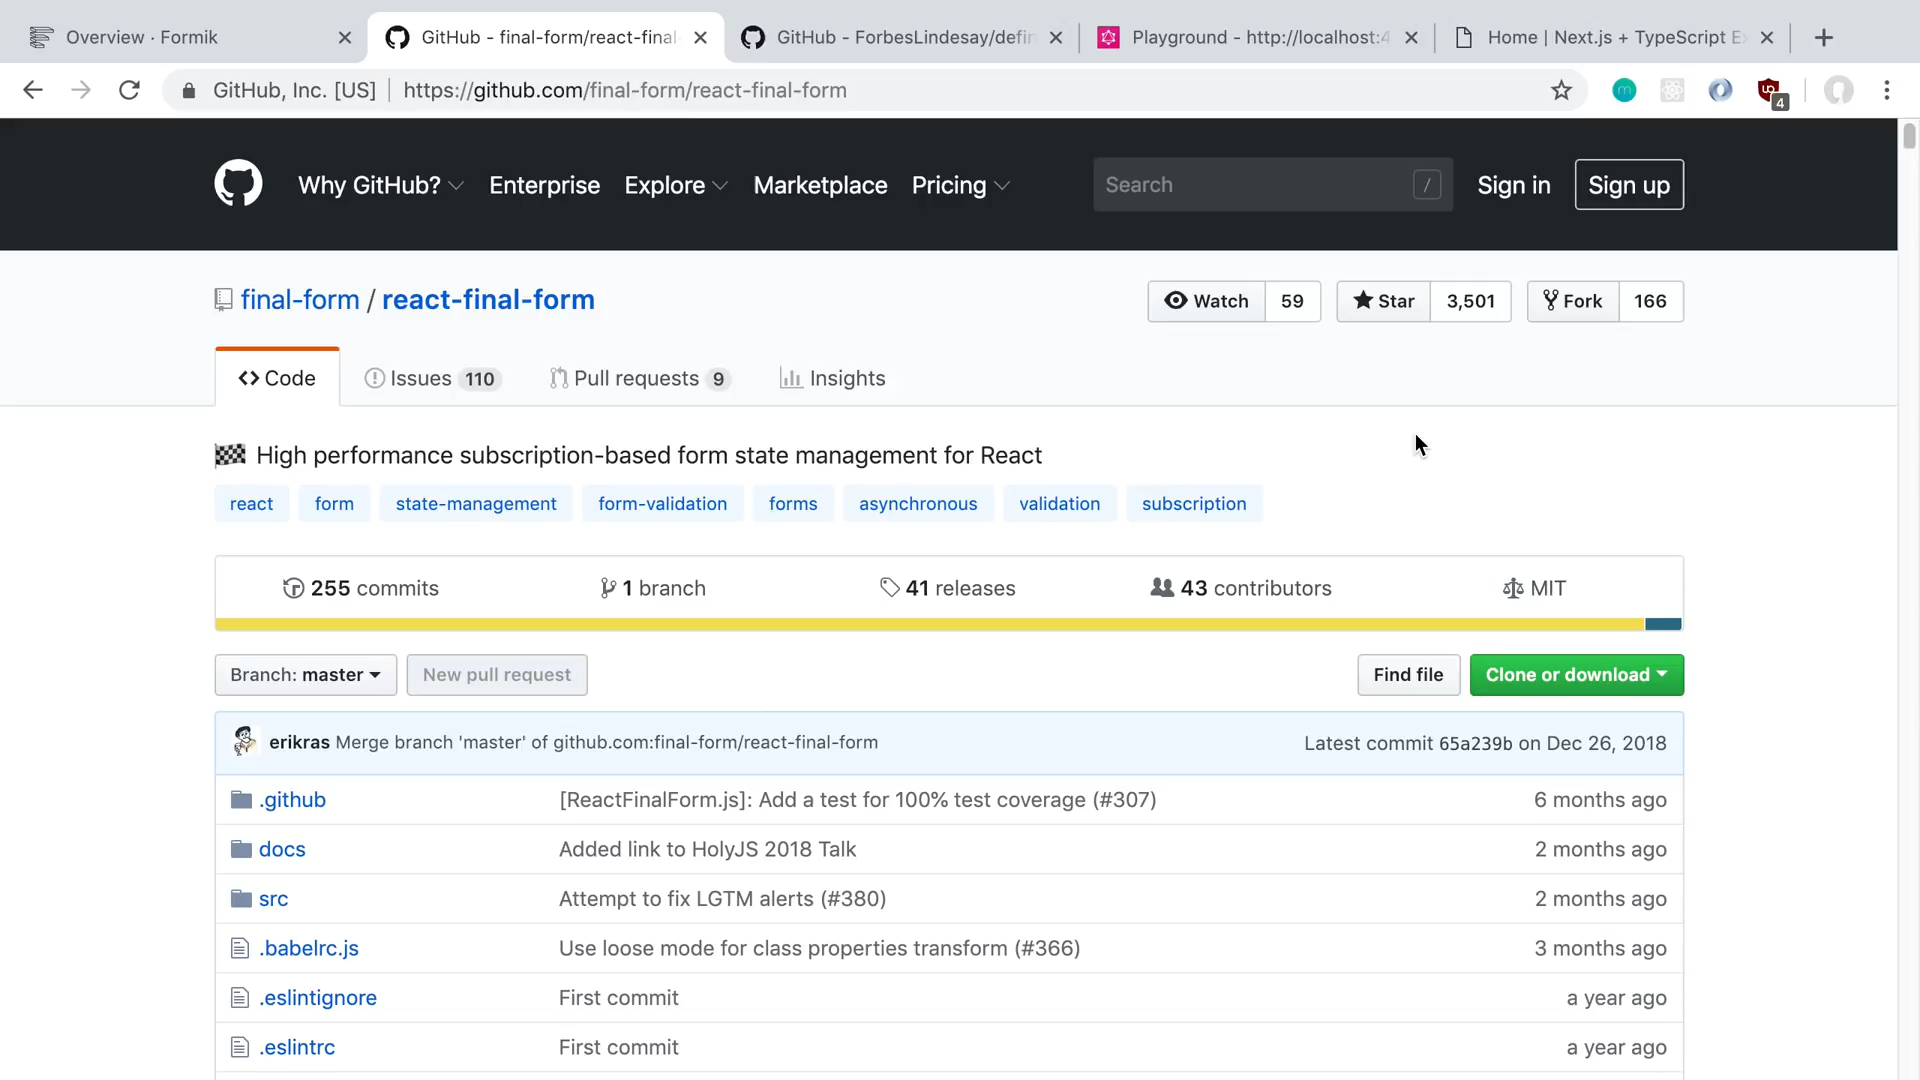 Overview · Formik
GitHub - final-form/react-final
GitHub - ForbesLindesay/defin
Playground - http://localhost:4
Home | Next.js + TypeScript Ex
GitHub, Inc. [US]
https://github.com/final-form/react-final-form
m
4
Why GitHub?
Enterprise
Explore
Marketplace
Pricing
Search
/
Sign in
Sign up
final-form / react-final-form
Watch 59
Star 3,501
Fork 166
Code
Issues 110
Pull requests 9
Insights
High performance subscription-based form state management for React
react
form
state-management
form-validation
forms
asynchronous
validation
subscription
255 commits
1 branch
41 releases
43 contributors
MIT
Branch: master
New pull request
Find file
Clone or download
erikras Merge branch 'master' of github.com:final-form/react-final-form
Latest commit 65a239b on Dec 26, 2018
.github
[ReactFinalForm.js]: Add a test for 100% test coverage (#307)
6 months ago
docs
Added link to HolyJS 2018 Talk
2 months ago
src
Attempt to fix LGTM alerts (#380)
2 months ago
.babelrc.js
Use loose mode for class properties transform (#366)
3 months ago
.eslintignore
First commit
a year ago
.eslintrc
First commit
a year ago